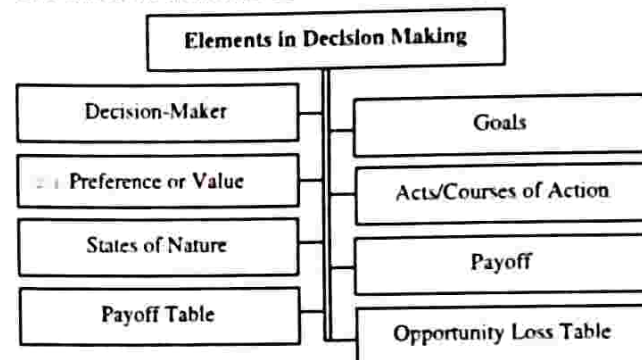 Elements in Decision Making
Decision-Maker
Goals
Preference or Value
Acts/Courses of Action
States of Nature
Payoff
Payoff Table
Opportunity Loss Table